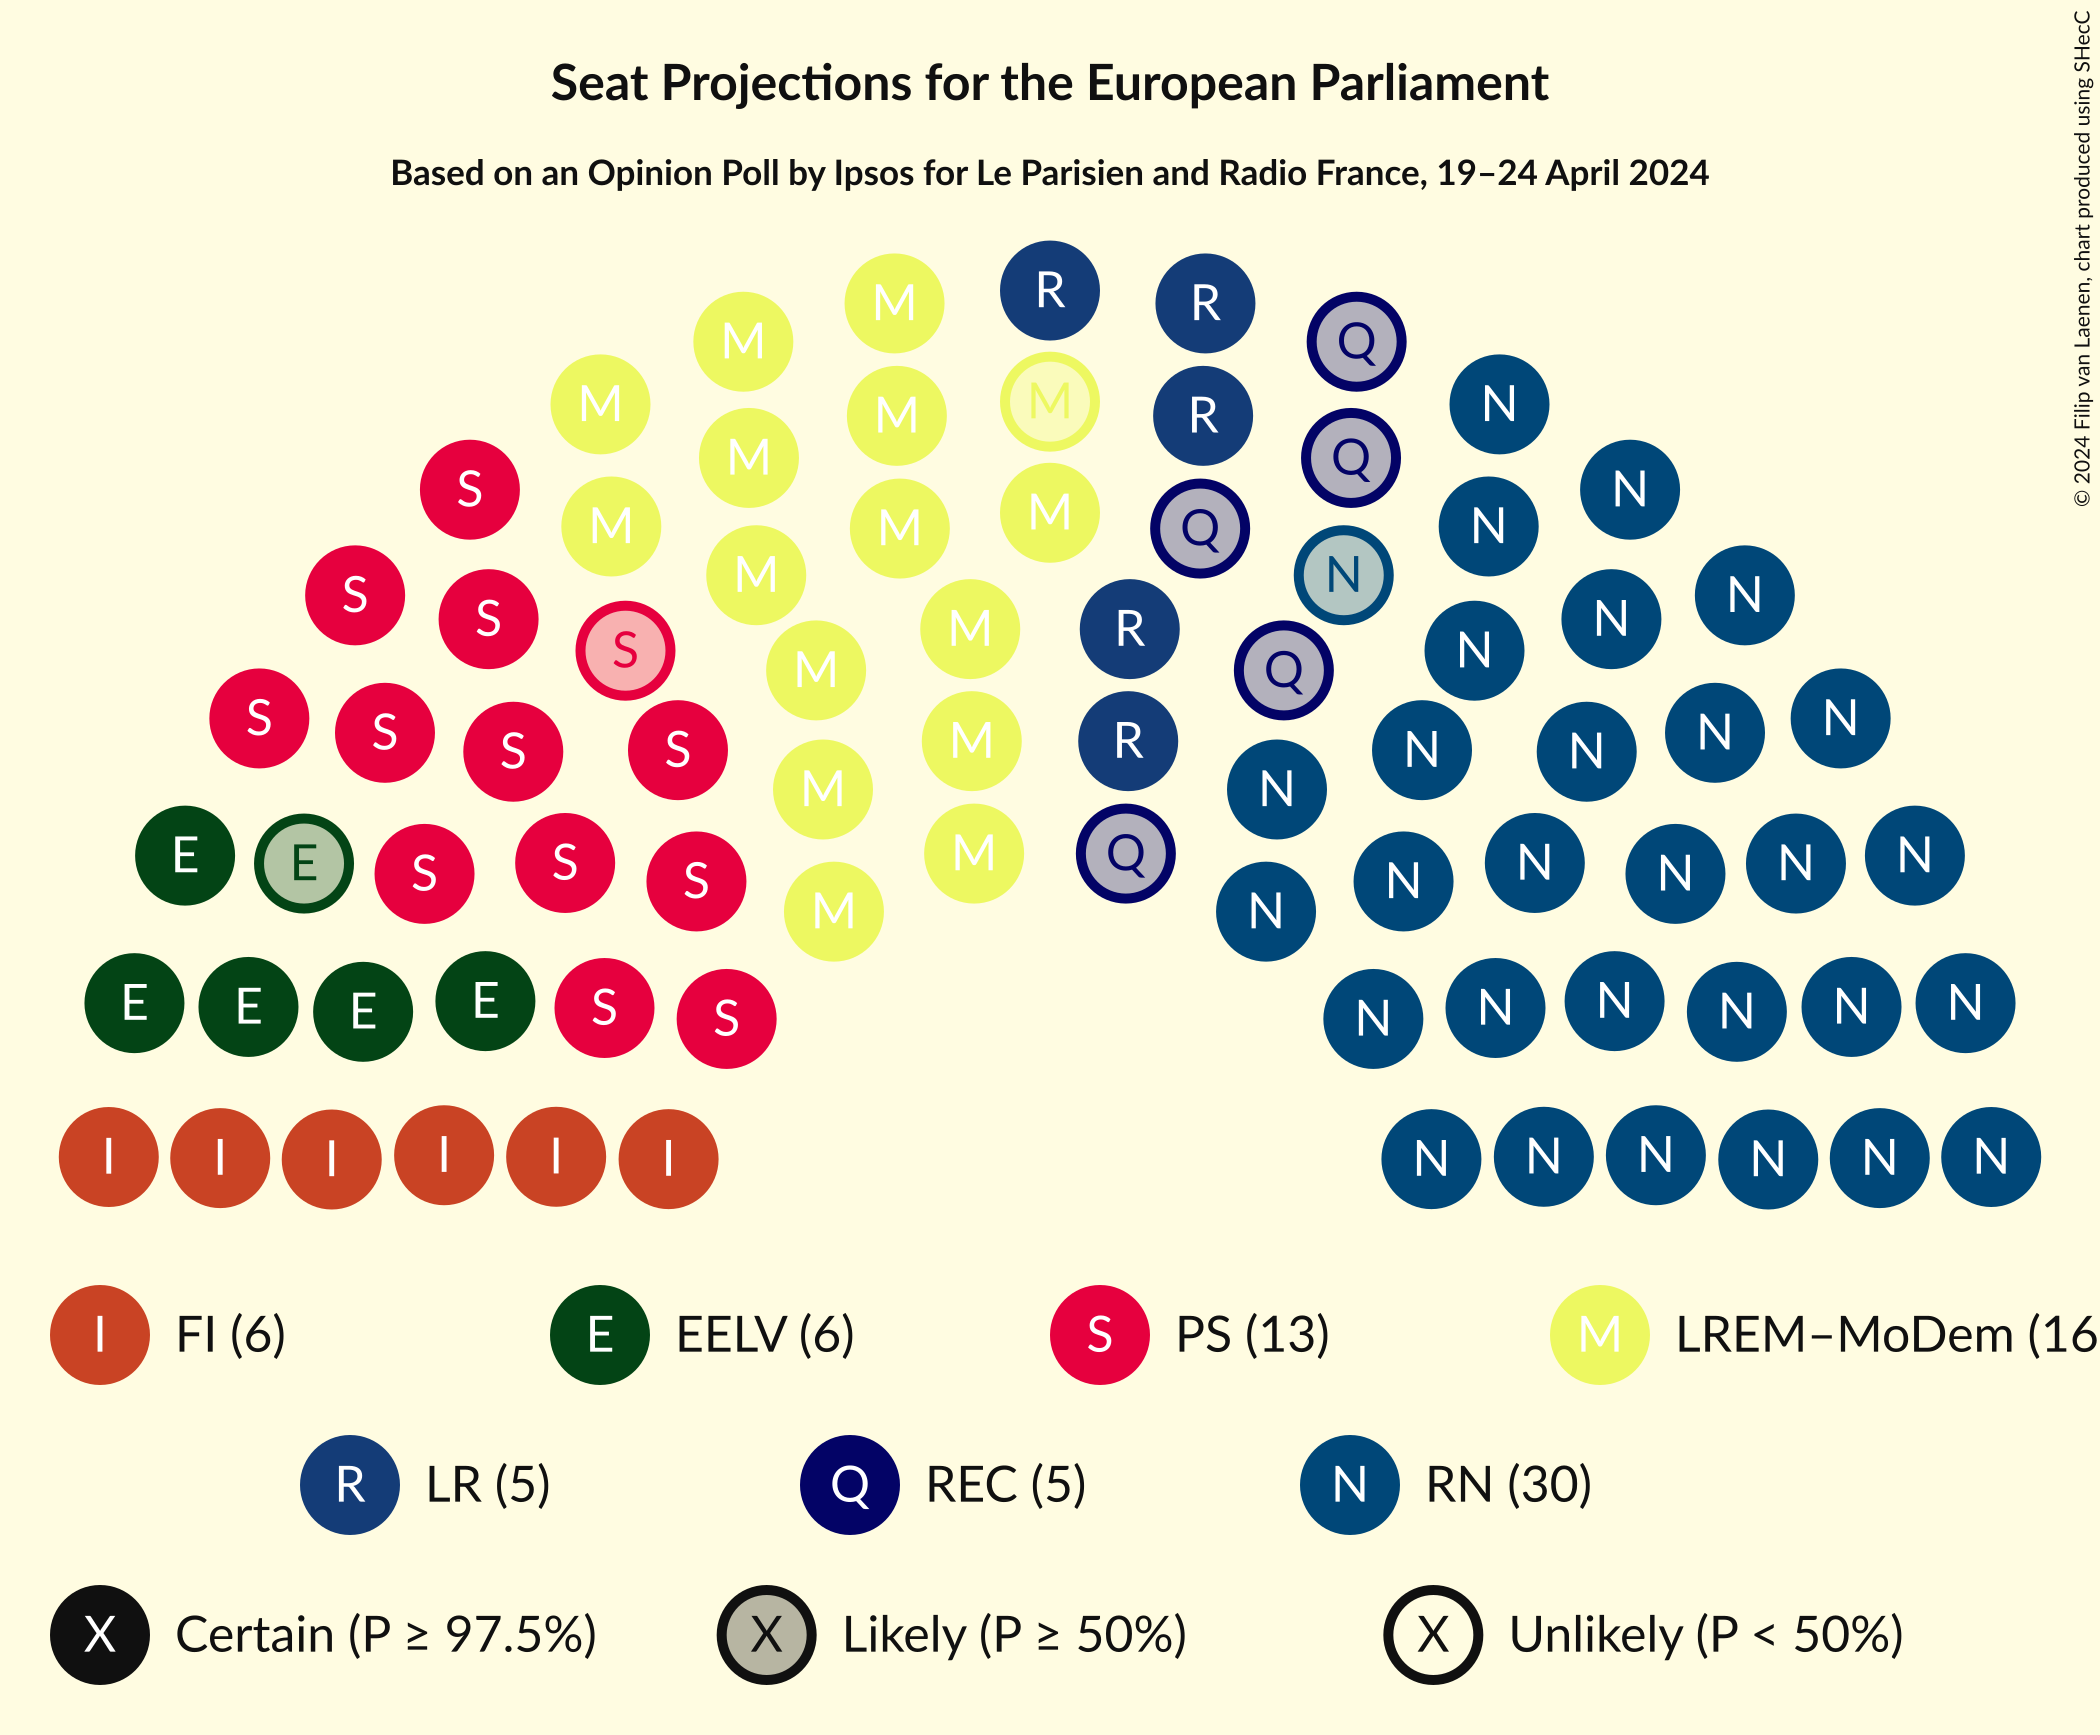 Seat Projections for the European Parliament
Based on an Opinion Poll by Ipsos for Le Parisien and Radio France, 19–24 April 2024
© 2024 Filip van Laenen, chart produced using SHecC
M R R
M Q
M M R N
M M Q
S M M Q N N
S S M M N N N
S M R N
S S S S M M Q N N N N
S M R N
E E S S S M M Q N N N N N N
M N
E E E E S S N N N N N N
I I I I I I N N N N N N
I FI (6) E EELV (6) S PS (13) M LREM–MoDem (16
R LR (5) Q REC (5) N RN (30)
X Certain (P ≥ 97.5%) X Likely (P ≥ 50%) X Unlikely (P < 50%)